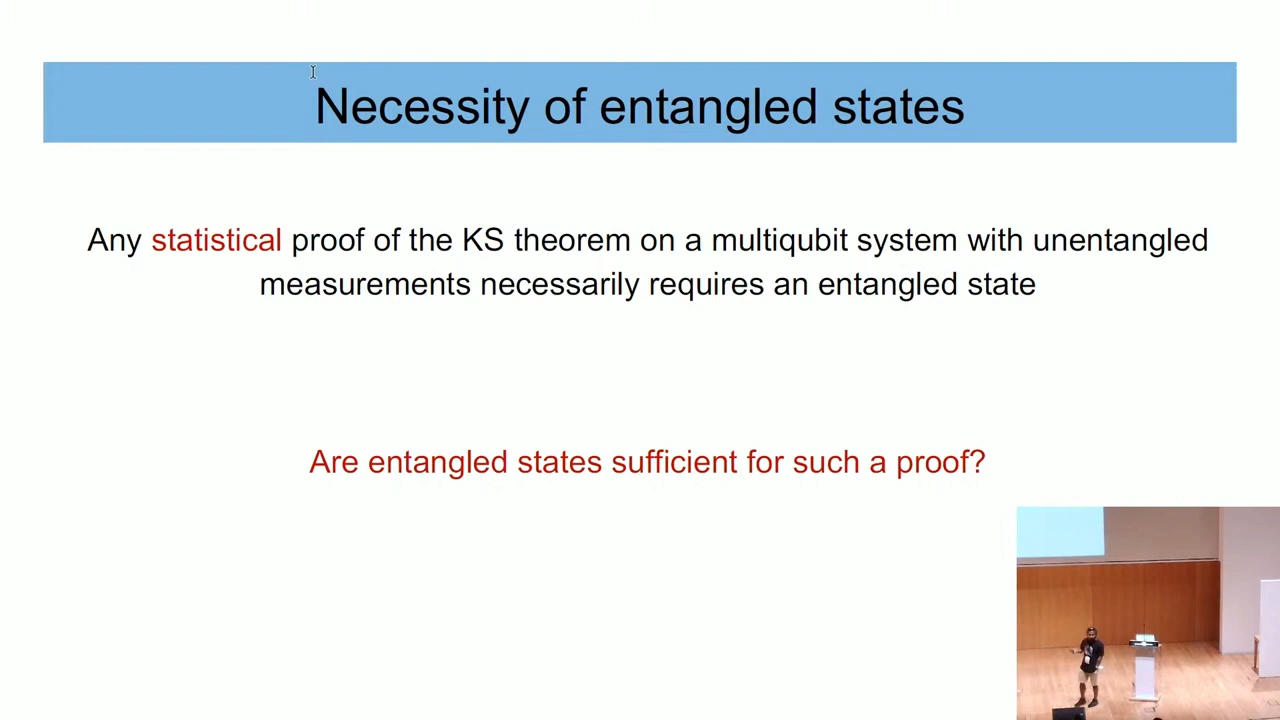 Necessity of entangled states
Any statistical proof of the KS theorem on a multiqubit system with unentangled
measurements necessarily requires an entangled state
Are entangled states sufficient for such a proof?